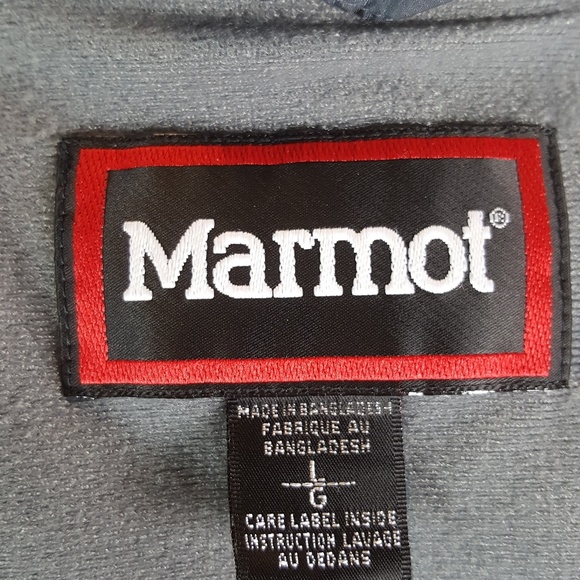 Marmot®
MADE IN BANGLADESH
FABRIQUE AU
BANGLADESH
L
G
CARE LABEL INSIDE
INSTRUCTION LAVAGE
AU DEDANS